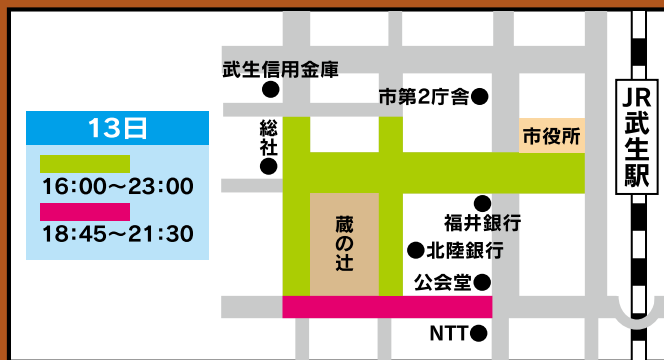 13日
16:00〜23:00
18:45〜21:30
武生信用金庫
市第2庁舎
総社
市役所
JR武生駅
蔵の辻
福井銀行
北陸銀行
公会堂
NTT